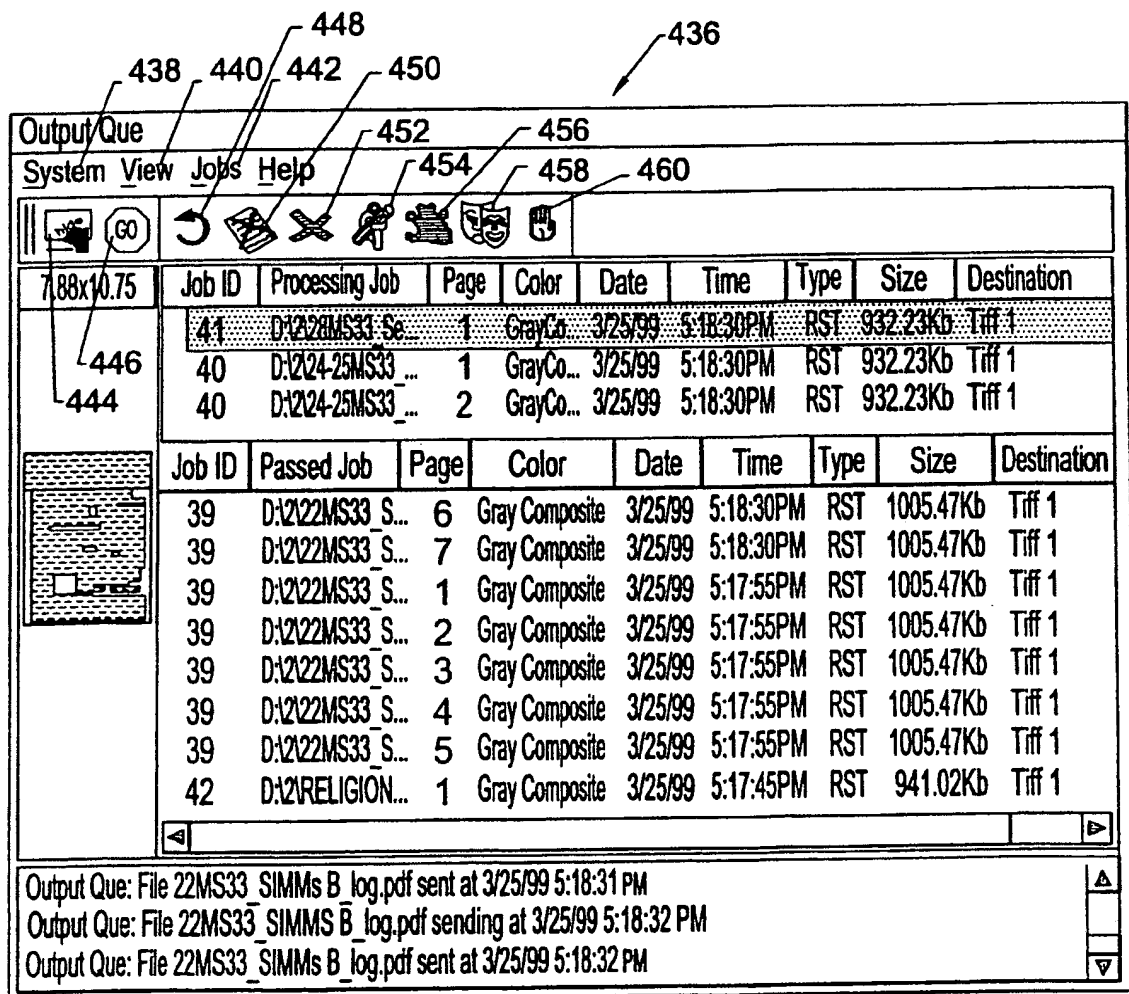 448
436
438 440 442 450
Output Que
452 456
System View Jobs Help
454 458 460
GO
7.88x10.75
Job ID Processing Job Page Color Date Time Type Size Destination
41 D:\2\28MS33_Se... 1 GrayCo... 3/25/99 5:18:30PM RST 932.23Kb Tiff 1
40 D:\2\24-25MS33_... 1 GrayCo... 3/25/99 5:18:30PM RST 932.23Kb Tiff 1
40 D:\2\24-25MS33_... 2 GrayCo... 3/25/99 5:18:30PM RST 932.23Kb Tiff 1
446
444
Job ID Passed Job Page Color Date Time Type Size Destination
39 D:\2\22MS33_S... 6 Gray Composite 3/25/99 5:18:30PM RST 1005.47Kb Tiff 1
39 D:\2\22MS33_S... 7 Gray Composite 3/25/99 5:18:30PM RST 1005.47Kb Tiff 1
39 D:\2\22MS33_S... 1 Gray Composite 3/25/99 5:17:55PM RST 1005.47Kb Tiff 1
39 D:\2\22MS33_S... 2 Gray Composite 3/25/99 5:17:55PM RST 1005.47Kb Tiff 1
39 D:\2\22MS33_S... 3 Gray Composite 3/25/99 5:17:55PM RST 1005.47Kb Tiff 1
39 D:\2\22MS33_S... 4 Gray Composite 3/25/99 5:17:55PM RST 1005.47Kb Tiff 1
39 D:\2\22MS33_S... 5 Gray Composite 3/25/99 5:17:55PM RST 1005.47Kb Tiff 1
42 D:\2\RELIGION... 1 Gray Composite 3/25/99 5:17:45PM RST 941.02Kb Tiff 1
Output Que: File 22MS33_SIMMs B_log.pdf sent at 3/25/99 5:18:31 PM
Output Que: File 22MS33_SIMMS B_log.pdf sending at 3/25/99 5:18:32 PM
Output Que: File 22MS33_SIMMs B_log.pdf sent at 3/25/99 5:18:32 PM